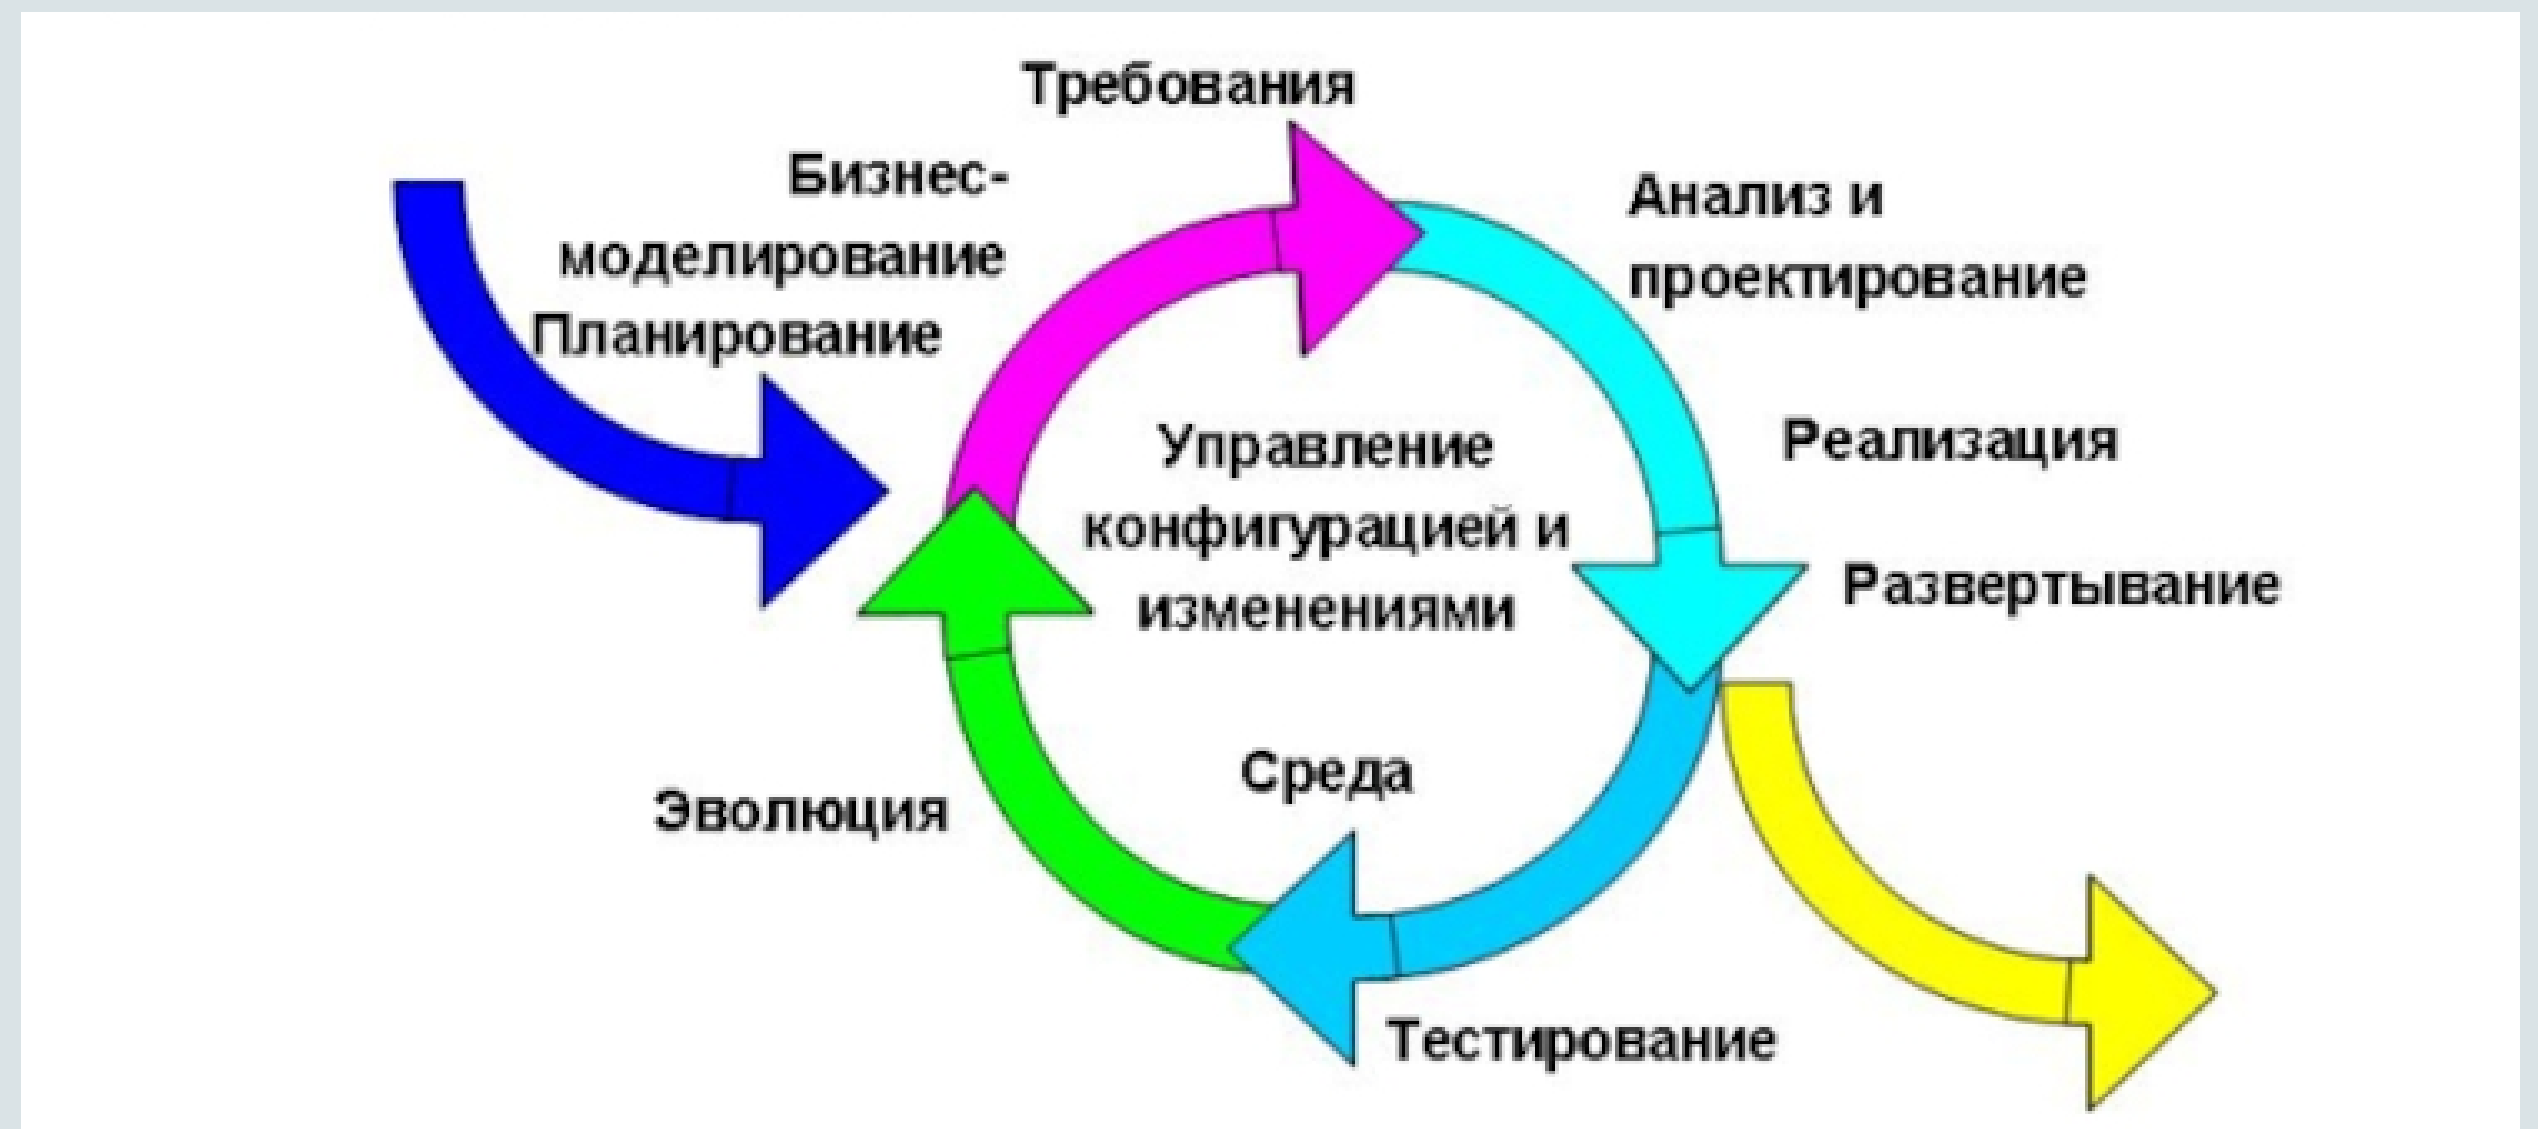 Требования
Бизнес-
моделирование
Планирование
Анализ и
проектирование
Реализация
Развертывание
Управление
конфигурацией и
изменениями
Среда
Эволюция
Тестирование